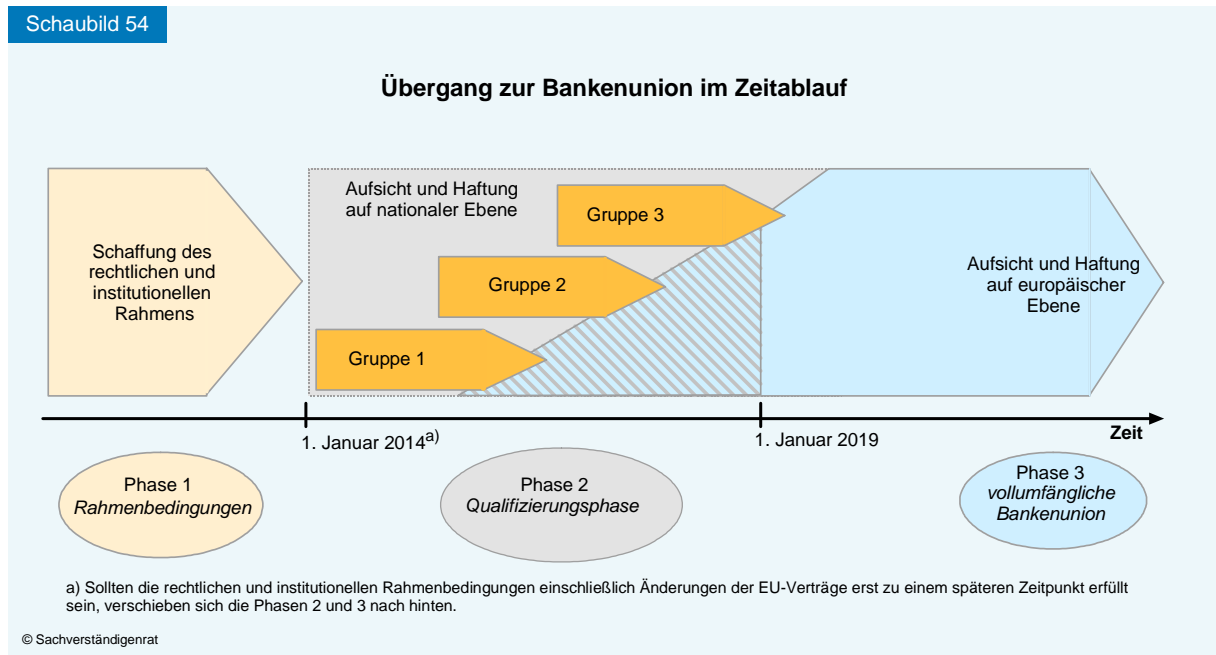 Schaubild 54
Übergang zur Bankenunion im Zeitablauf
Schaffung des
rechtlichen und
institutionellen
Rahmens
Aufsicht und Haftung
auf nationaler Ebene
Gruppe 3
Gruppe 2
Gruppe 1
Aufsicht und Haftung
auf europäischer
Ebene
1. Januar 2014a)
1. Januar 2019
Zeit
Phase 1
Rahmenbedingungen
Phase 2
Qualifizierungsphase
Phase 3
vollumfängliche
Bankenunion
a) Sollten die rechtlichen und institutionellen Rahmenbedingungen einschließlich Änderungen der EU-Verträge erst zu einem späteren Zeitpunkt erfüllt
sein, verschieben sich die Phasen 2 und 3 nach hinten.
© Sachverständigenrat